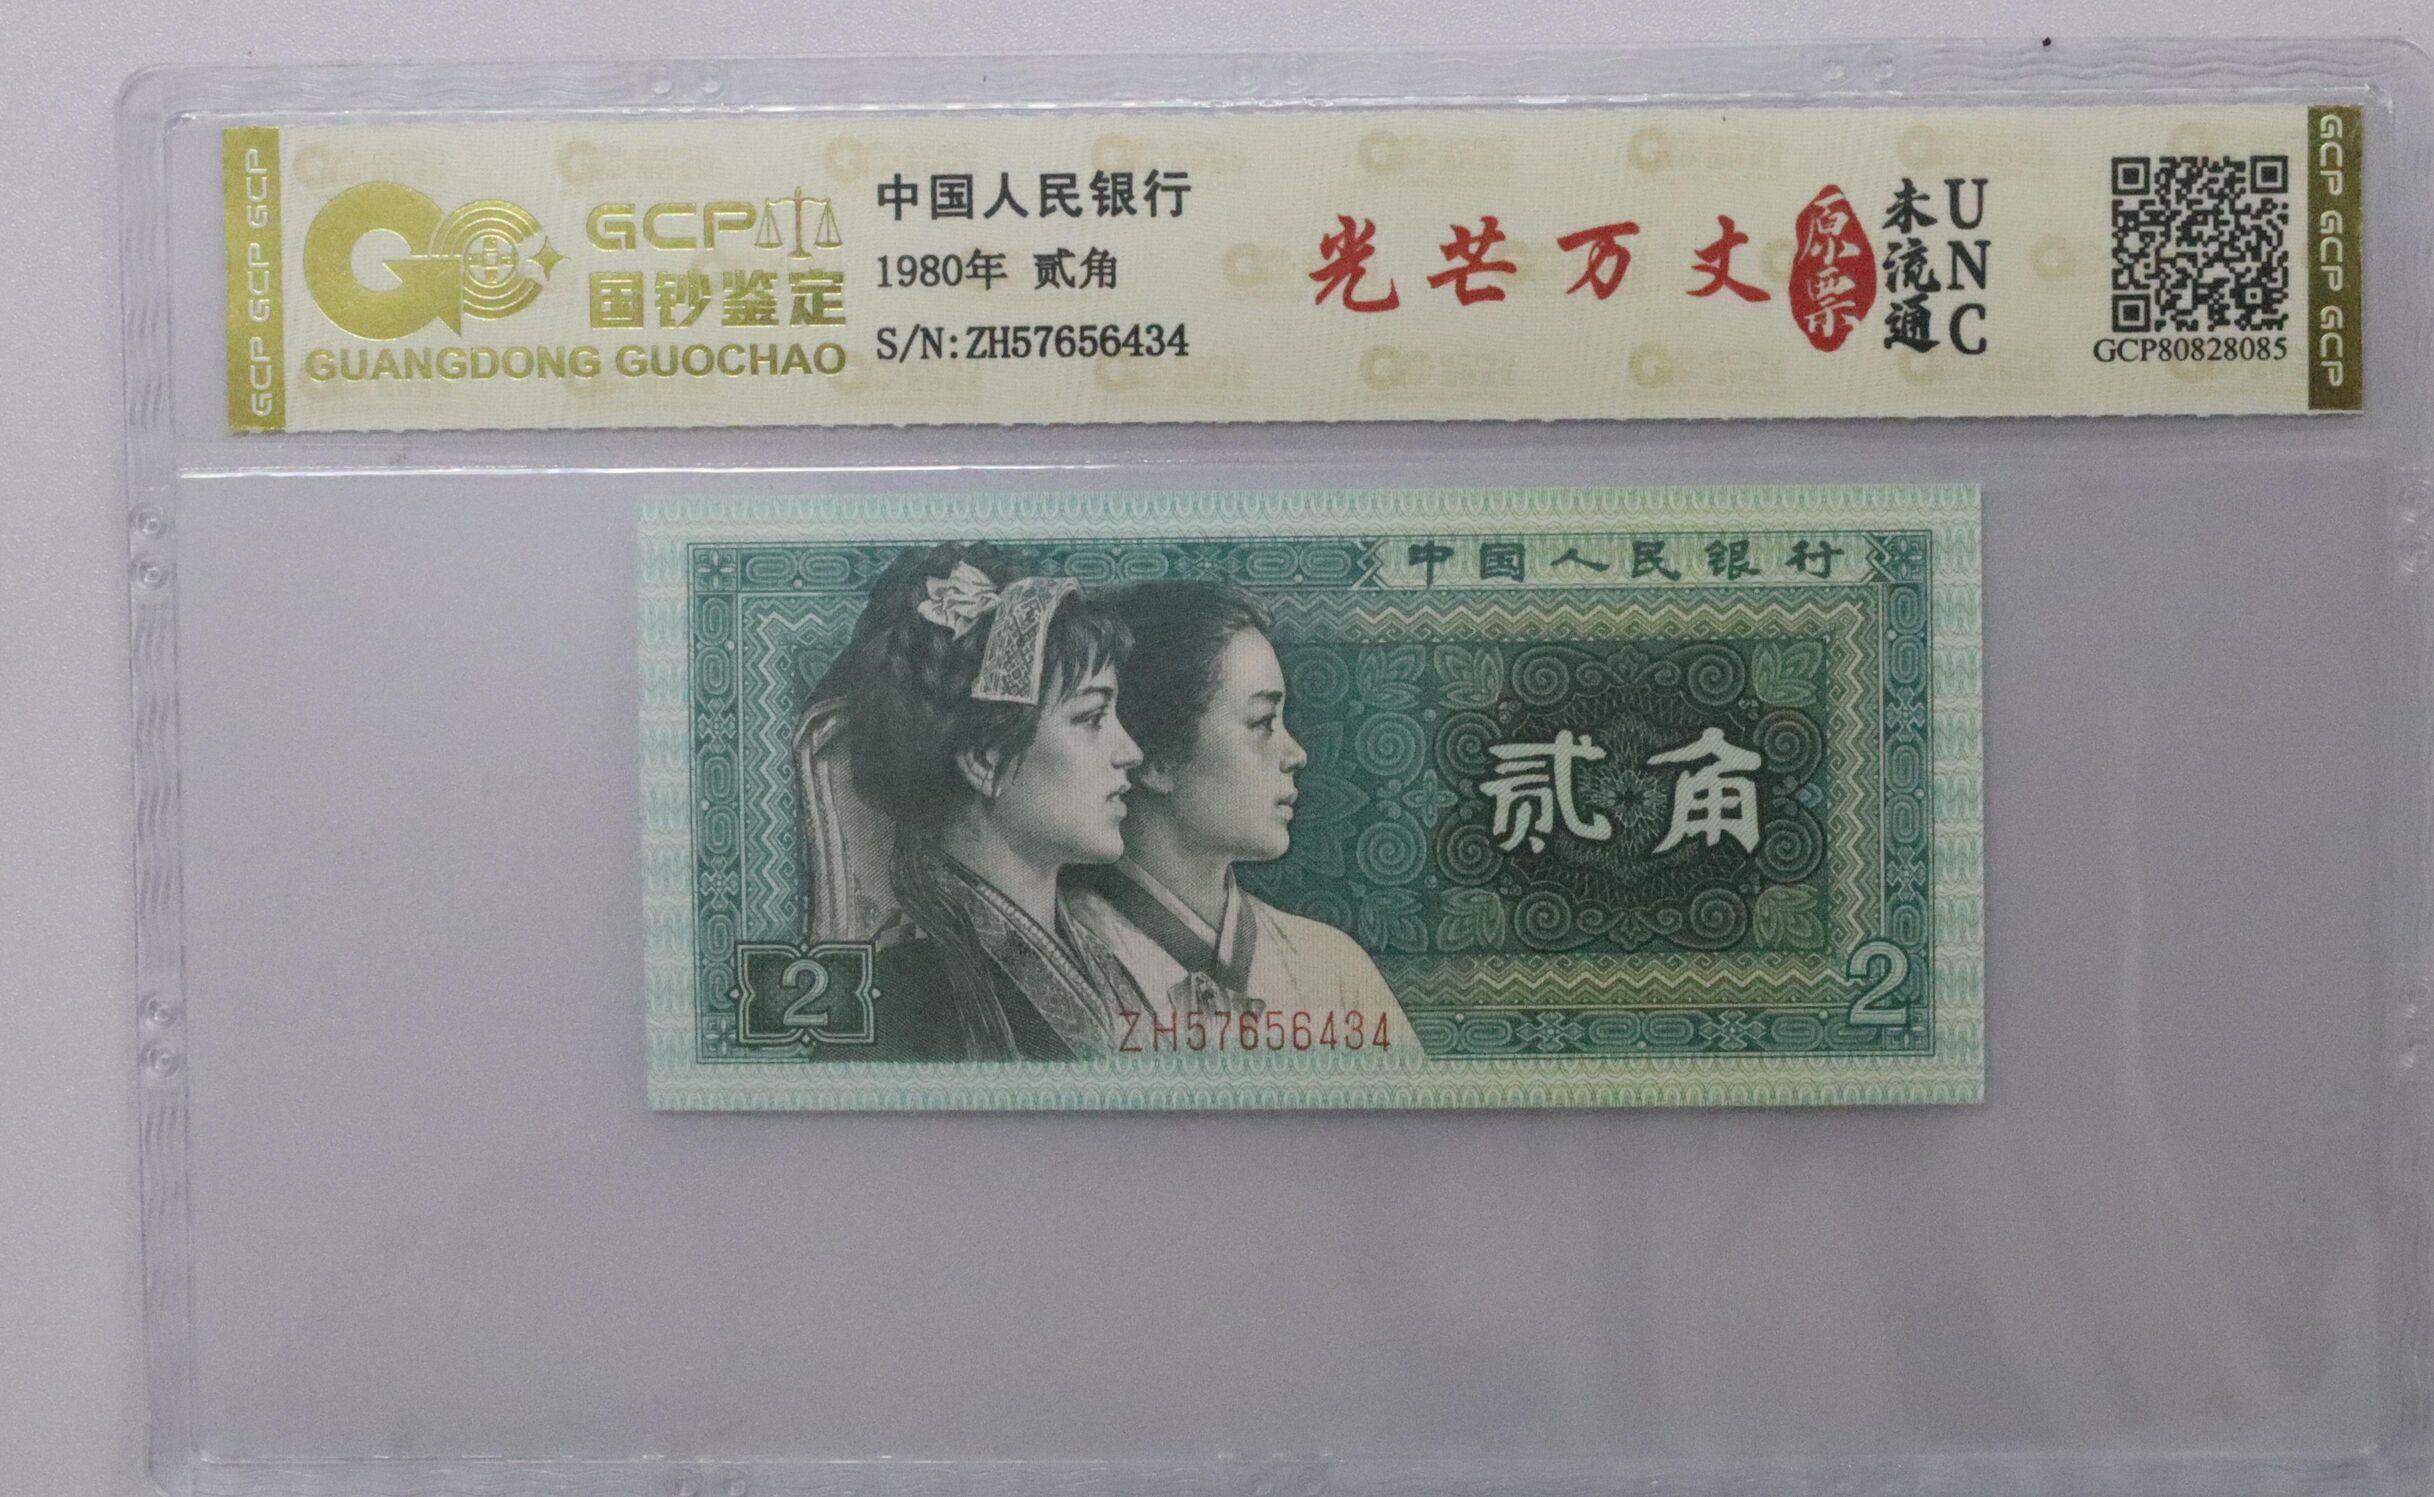 GCP GCP GCP
GCP
国钞鉴定
GUANGDONG GUOCHAO
中国人民银行
1980年 贰角
S/N:ZH57656434
光芒万丈
原票
未流通
UNC
GCP80828085
GCP GCP GCP
中国人民银行
贰角
2
2
ZH57656434